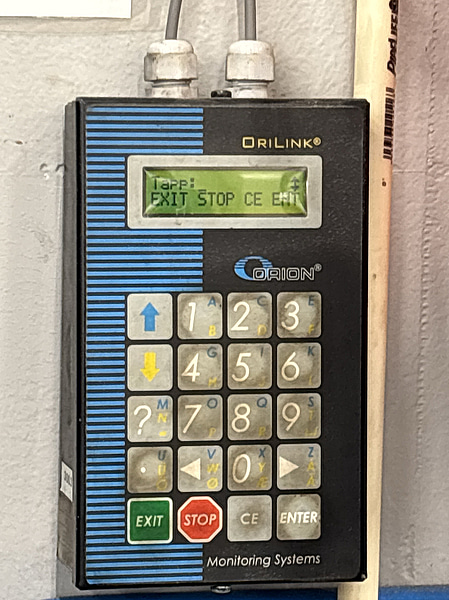 ORILINK®
Tapp:_
EXIT STOP CE ENT
ORION®
1 A B
2 C D
3 E F
4 G H
5 I J
6 K L
? M N
7 O P
8 Q R
9 S T
. U
◄ V W Ø
0 X Y Æ
► Z Ä Å
EXIT STOP CE ENTER
Monitoring Systems